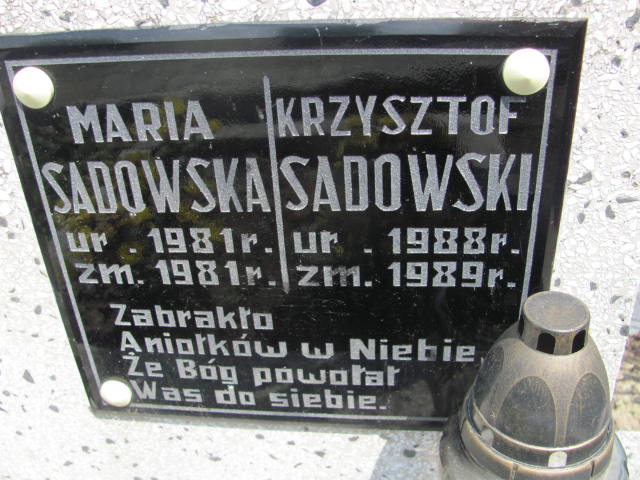 MARIA
SADOWSKA
ur. 1981r.
zm. 1981r.
KRZYSZTOF
SADOWSKI
ur. 1988r.
zm. 1989r.
Zabrakło
Aniołków w Niebie,
Że Bóg powołał
Was do siebie.